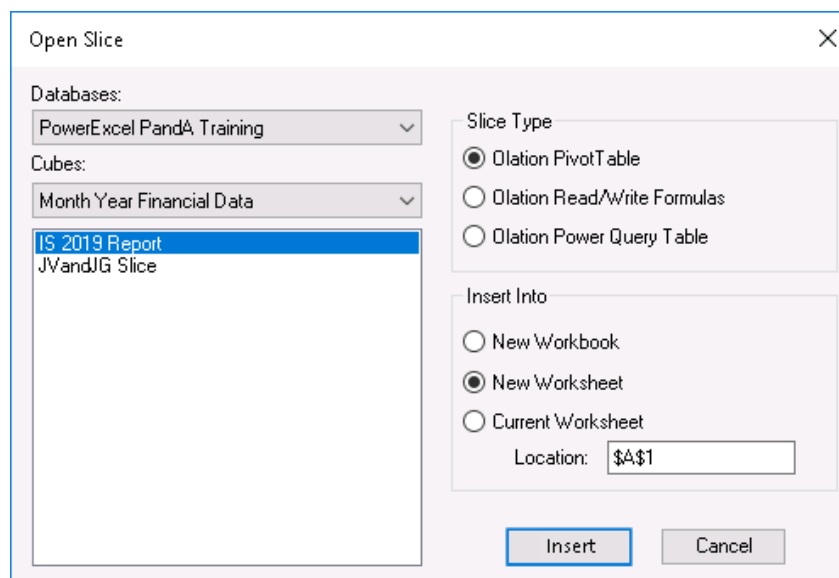 Open Slice
Databases:
PowerExcel PandA Training
Cubes:
Month Year Financial Data
IS 2019 Report
JVandJG Slice
Slice Type
Olation PivotTable
Olation Read/Write Formulas
Olation Power Query Table
Insert Into
New Workbook
New Worksheet
Current Worksheet
Location: $A$1
Insert
Cancel